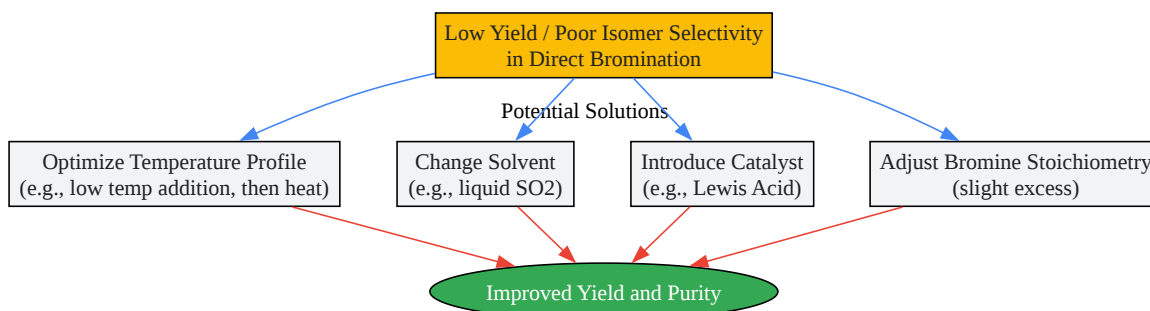 Low Yield / Poor Isomer Selectivity
in Direct Bromination
Potential Solutions
Optimize Temperature Profile
(e.g., low temp addition, then heat)
Change Solvent
(e.g., liquid SO2)
Introduce Catalyst
(e.g., Lewis Acid)
Adjust Bromine Stoichiometry
(slight excess)
Improved Yield and Purity